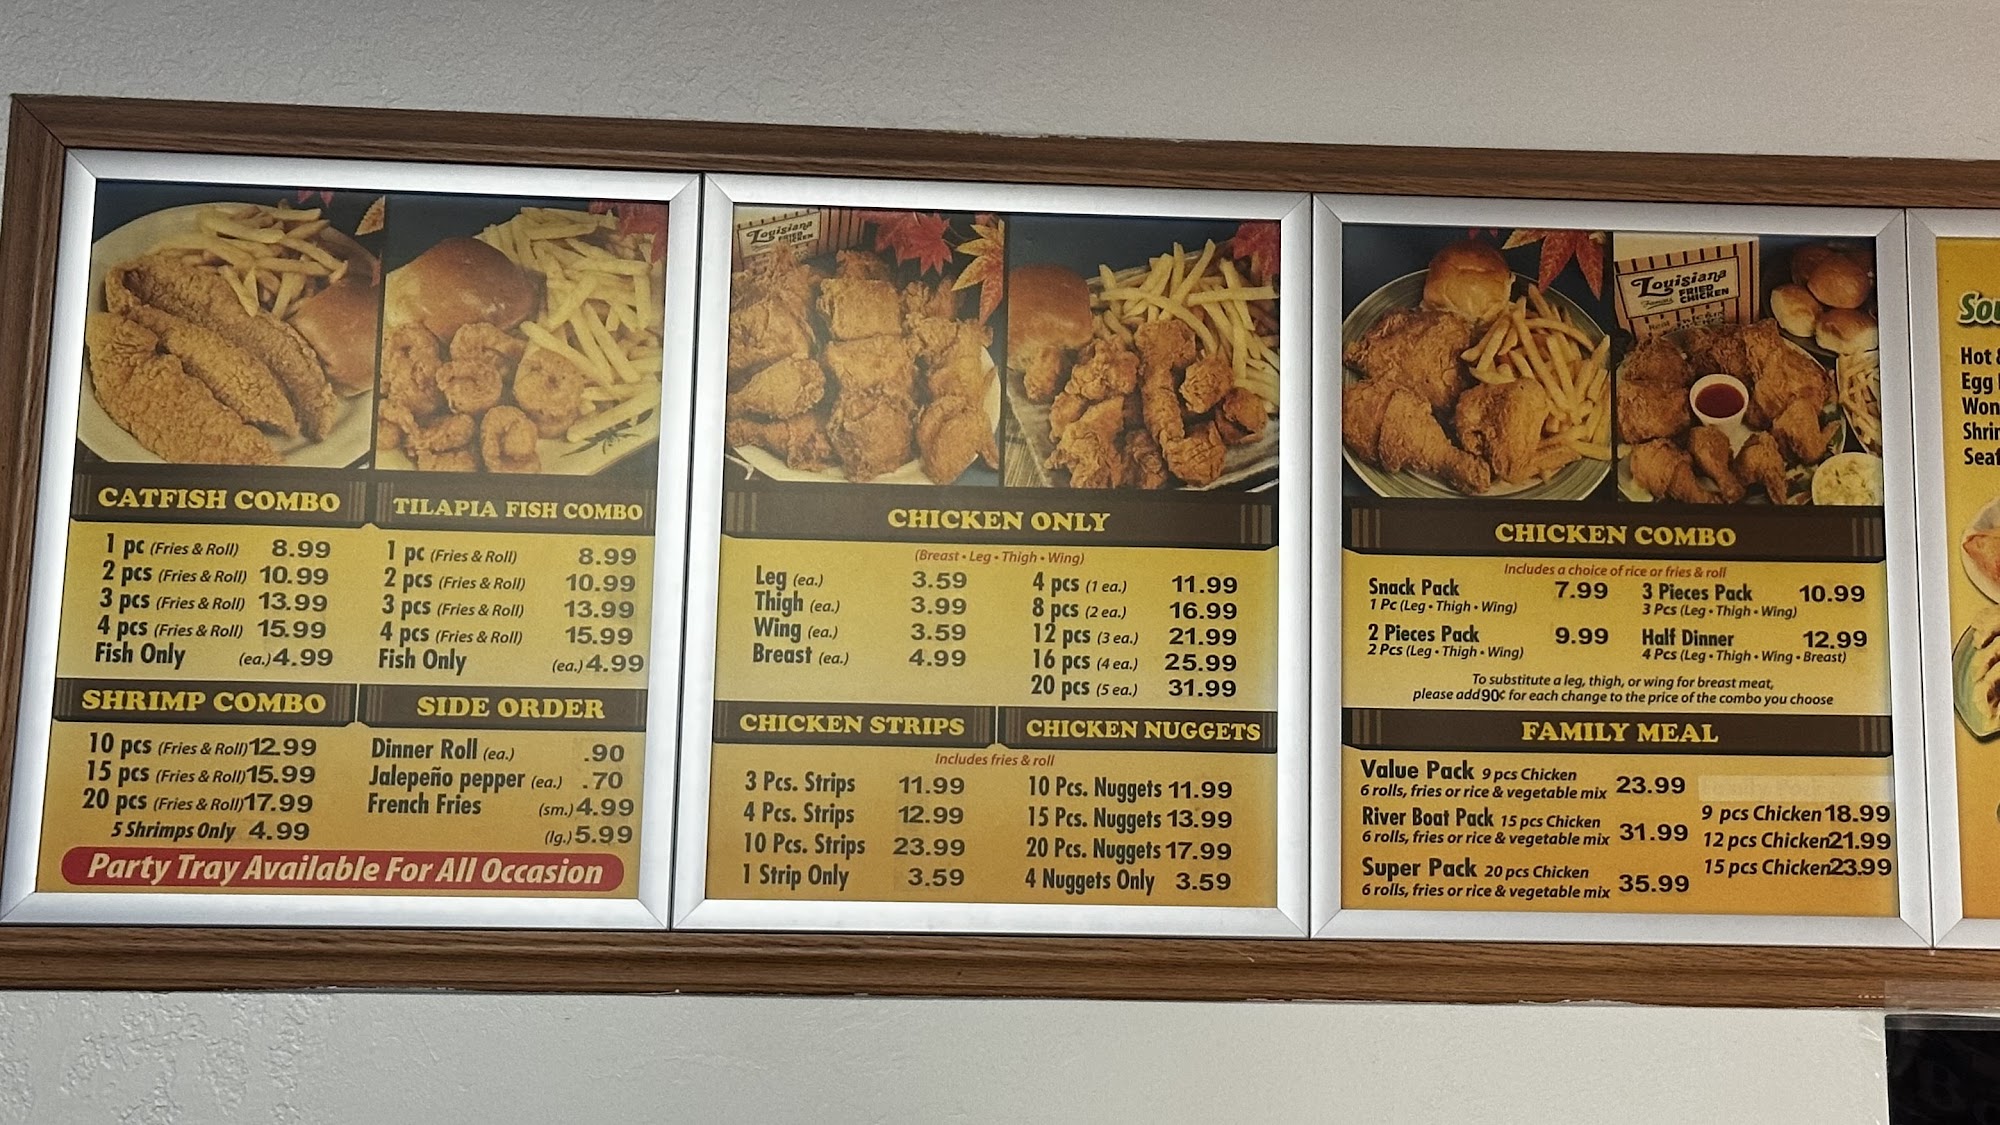 CATFISH COMBO
1 pc (Fries & Roll) 8.99
2 pcs (Fries & Roll) 10.99
3 pcs (Fries & Roll) 13.99
4 pcs (Fries & Roll) 15.99
Fish Only (ea.) 4.99
TILAPIA FISH COMBO
1 pc (Fries & Roll) 8.99
2 pcs (Fries & Roll) 10.99
3 pcs (Fries & Roll) 13.99
4 pcs (Fries & Roll) 15.99
Fish Only (ea.) 4.99
SHRIMP COMBO
10 pcs (Fries & Roll) 12.99
15 pcs (Fries & Roll) 15.99
20 pcs (Fries & Roll) 17.99
5 Shrimps Only 4.99
SIDE ORDER
Dinner Roll (ea.) .90
Jalepeño pepper (ea.) .70
French Fries (sm.) 4.99
(lg.) 5.99
Party Tray Available For All Occasion
Louisiana
FRIED
CHICKEN
CHICKEN ONLY
(Breast • Leg • Thigh • Wing)
Leg (ea.) 3.59
Thigh (ea.) 3.99
Wing (ea.) 3.59
Breast (ea.) 4.99
4 pcs (1 ea.) 11.99
8 pcs (2 ea.) 16.99
12 pcs (3 ea.) 21.99
16 pcs (4 ea.) 25.99
20 pcs (5 ea.) 31.99
CHICKEN STRIPS
CHICKEN NUGGETS
Includes fries & roll
3 Pcs. Strips 11.99
4 Pcs. Strips 12.99
10 Pcs. Strips 23.99
1 Strip Only 3.59
10 Pcs. Nuggets 11.99
15 Pcs. Nuggets 13.99
20 Pcs. Nuggets 17.99
4 Nuggets Only 3.59
Louisiana
Famous FRIED
CHICKEN
CHICKEN COMBO
Includes a choice of rice or fries & roll
Snack Pack 7.99
1 Pc (Leg • Thigh • Wing)
2 Pieces Pack 9.99
2 Pcs (Leg • Thigh • Wing)
3 Pieces Pack 10.99
3 Pcs (Leg • Thigh • Wing)
Half Dinner 12.99
4 Pcs (Leg • Thigh • Wing • Breast)
To substitute a leg, thigh, or wing for breast meat,
please add 90¢ for each change to the price of the combo you choose
FAMILY MEAL
Value Pack 9 pcs Chicken 23.99
6 rolls, fries or rice & vegetable mix
River Boat Pack 15 pcs Chicken 31.99
6 rolls, fries or rice & vegetable mix
Super Pack 20 pcs Chicken 35.99
6 rolls, fries or rice & vegetable mix
9 pcs Chicken 18.99
12 pcs Chicken 21.99
15 pcs Chicken 23.99
Hot
Egg